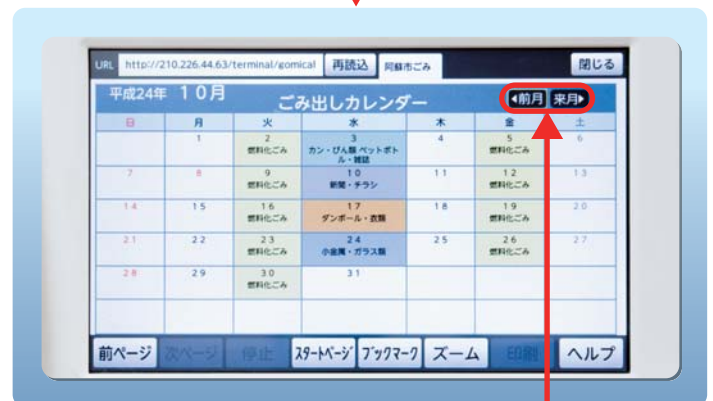 URL http://210.226.44.63/terminal/gomical 再読込 阿蘇市ごみ 閉じる
平成24年 10月 ごみ出しカレンダー ◀前月 来月▶
日 月 火 水 木 金 土
1 2 3 4 5 6
燃料化ごみ カン・びん類 ペットボトル・雑誌 燃料化ごみ
7 8 9 10 11 12 13
燃料化ごみ 新聞・チラシ 燃料化ごみ
14 15 16 17 18 19 20
燃料化ごみ ダンボール・衣類 燃料化ごみ
21 22 23 24 25 26 27
燃料化ごみ 小金属・ガラス類 燃料化ごみ
28 29 30 31
燃料化ごみ
前ページ 次ページ 停止 スタートページ ブックマーク ズーム 印刷 ヘルプ